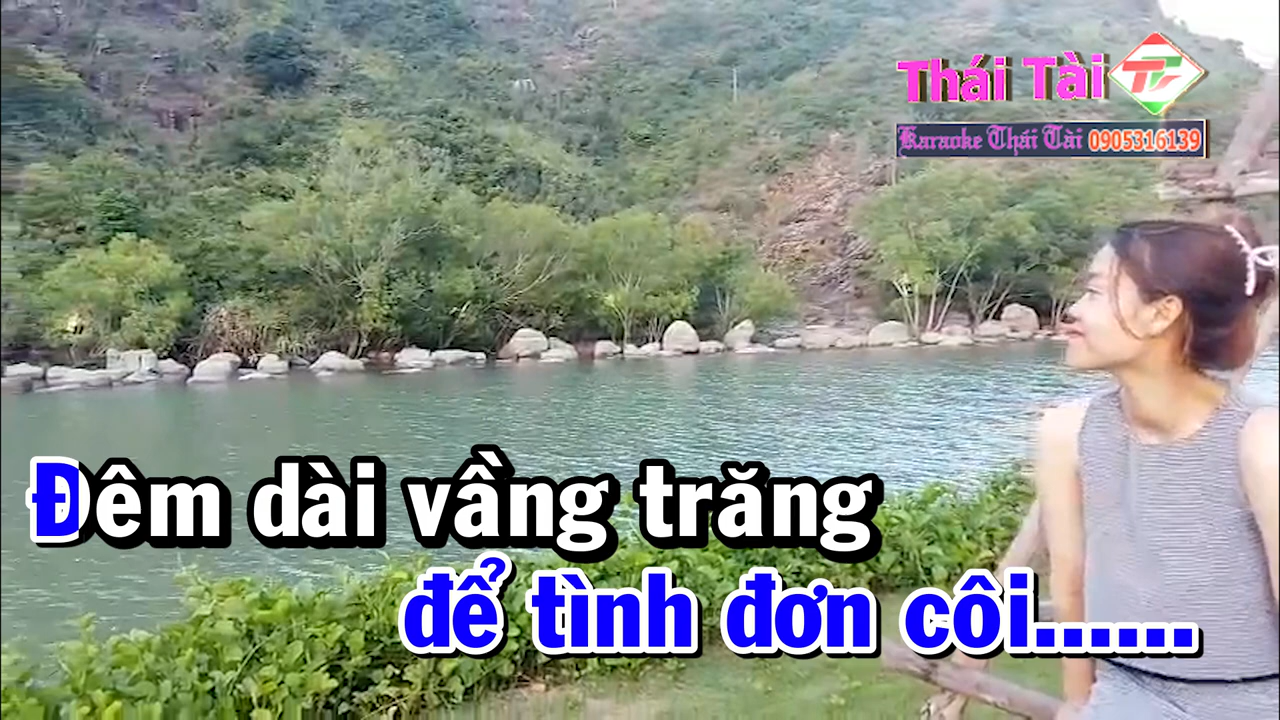 Thái Tài
Karaoke Thái Tài 0905316139
Đêm dài vầng trăng
để tình đơn côi......